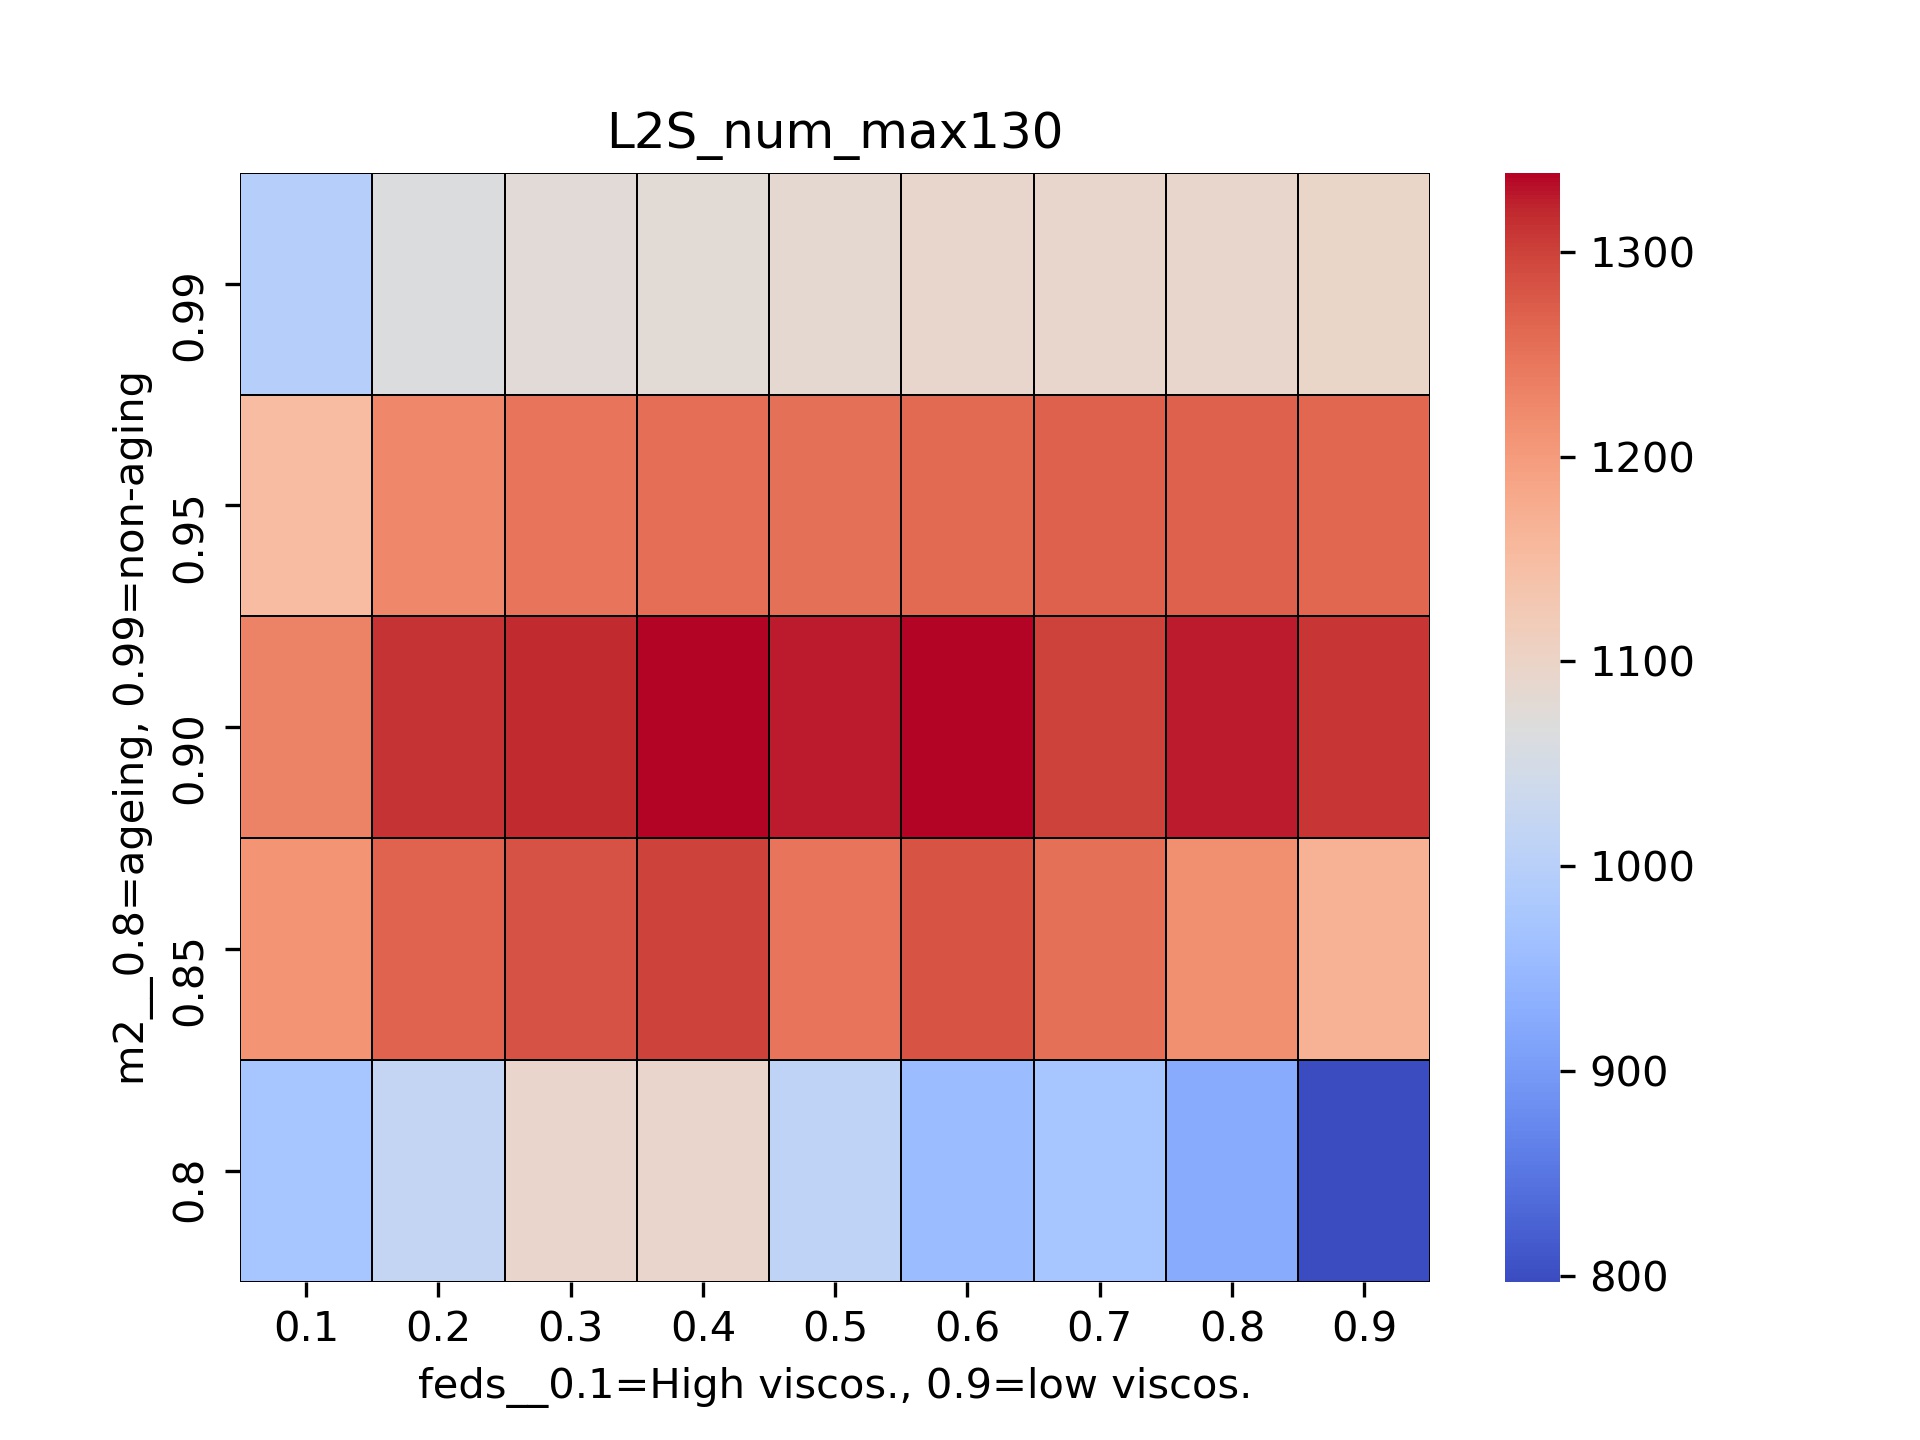 L2S_num_max130
m2__0.8=ageing, 0.99=non-aging
0.99
0.95
0.90
0.85
0.8
0.1 0.2 0.3 0.4 0.5 0.6 0.7 0.8 0.9
feds__0.1=High viscos., 0.9=low viscos.
1300
1200
1100
1000
900
800